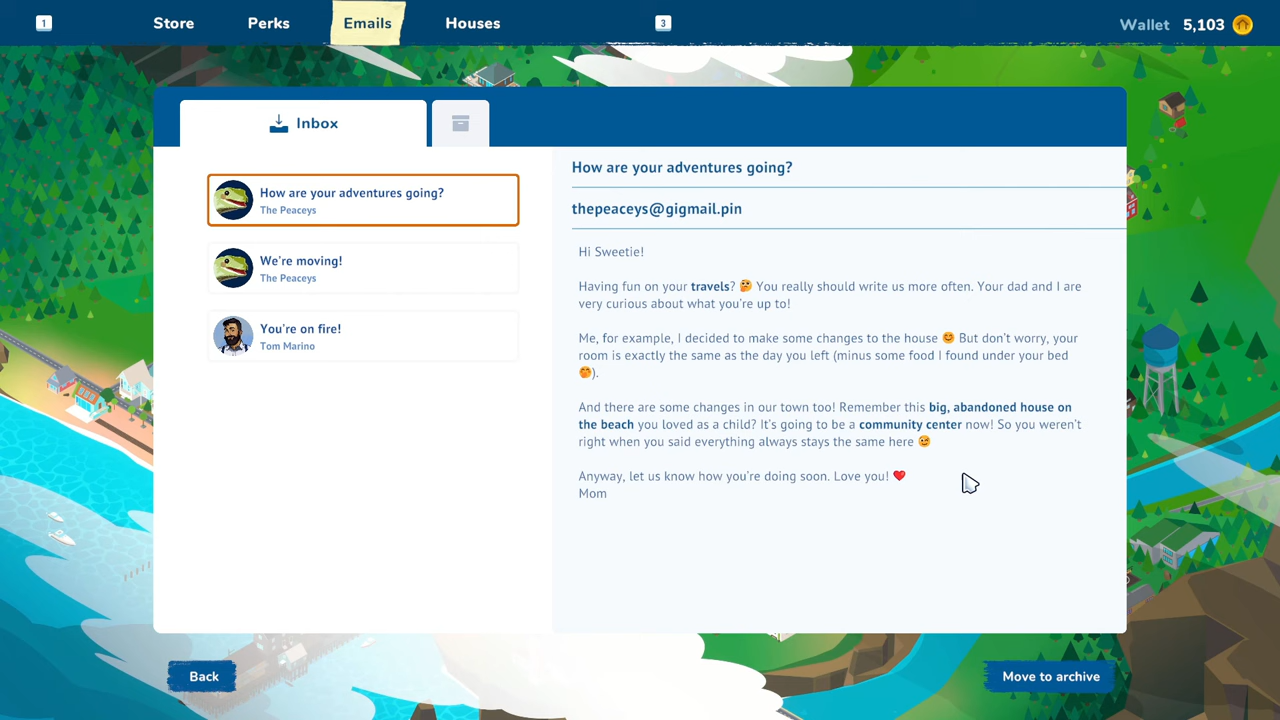 1
Store
Perks
Emails
Houses
3
Wallet 5,103
Inbox
How are your adventures going?
The Peaceys
We're moving!
The Peaceys
You're on fire!
Tom Marino
How are your adventures going?
thepeaceys@gigmail.pin
Hi Sweetie!
Having fun on your travels? 🤔 You really should write us more often. Your dad and I are
very curious about what you're up to!
Me, for example, I decided to make some changes to the house 😊 But don't worry, your
room is exactly the same as the day you left (minus some food I found under your bed
🤭).
And there are some changes in our town too! Remember this big, abandoned house on
the beach you loved as a child? It's going to be a community center now! So you weren't
right when you said everything always stays the same here 😉
Anyway, let us know how you're doing soon. Love you! ❤️
Mom
Back
Move to archive